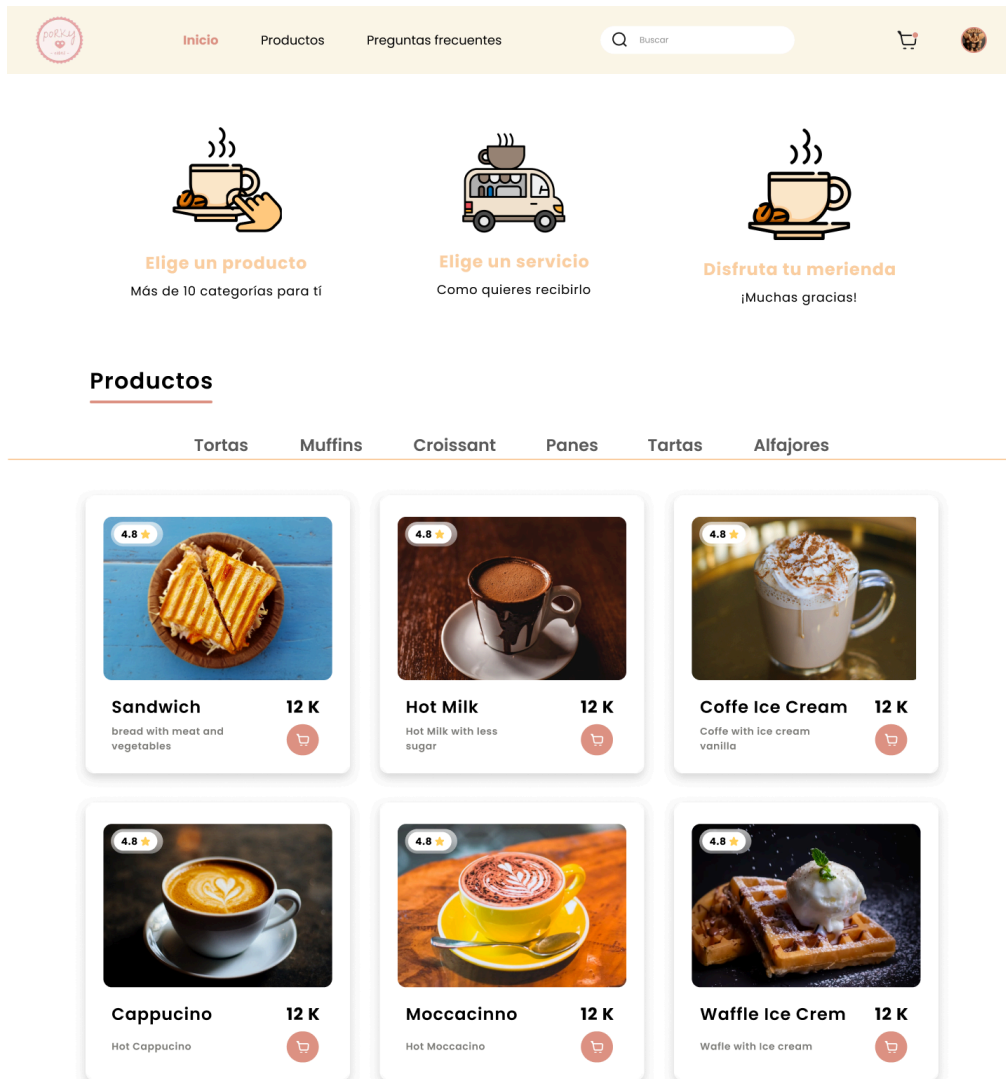 porky
Inicio
Productos
Preguntas frecuentes
Buscar
Elige un producto
Más de 10 categorías para tí
Elige un servicio
Como quieres recibirlo
Disfruta tu merienda
¡Muchas gracias!
Productos
Tortas
Muffins
Croissant
Panes
Tartas
Alfajores
4.8
Sandwich
12 K
bread with meat and
vegetables
4.8
Hot Milk
12 K
Hot Milk with less
sugar
4.8
Coffe Ice Cream
12 K
Coffe with ice cream
vanilla
4.8
Cappucino
12 K
Hot Cappucino
4.8
Moccacinno
12 K
Hot Moccacino
4.8
Waffle Ice Crem
12 K
Wafle with Ice cream